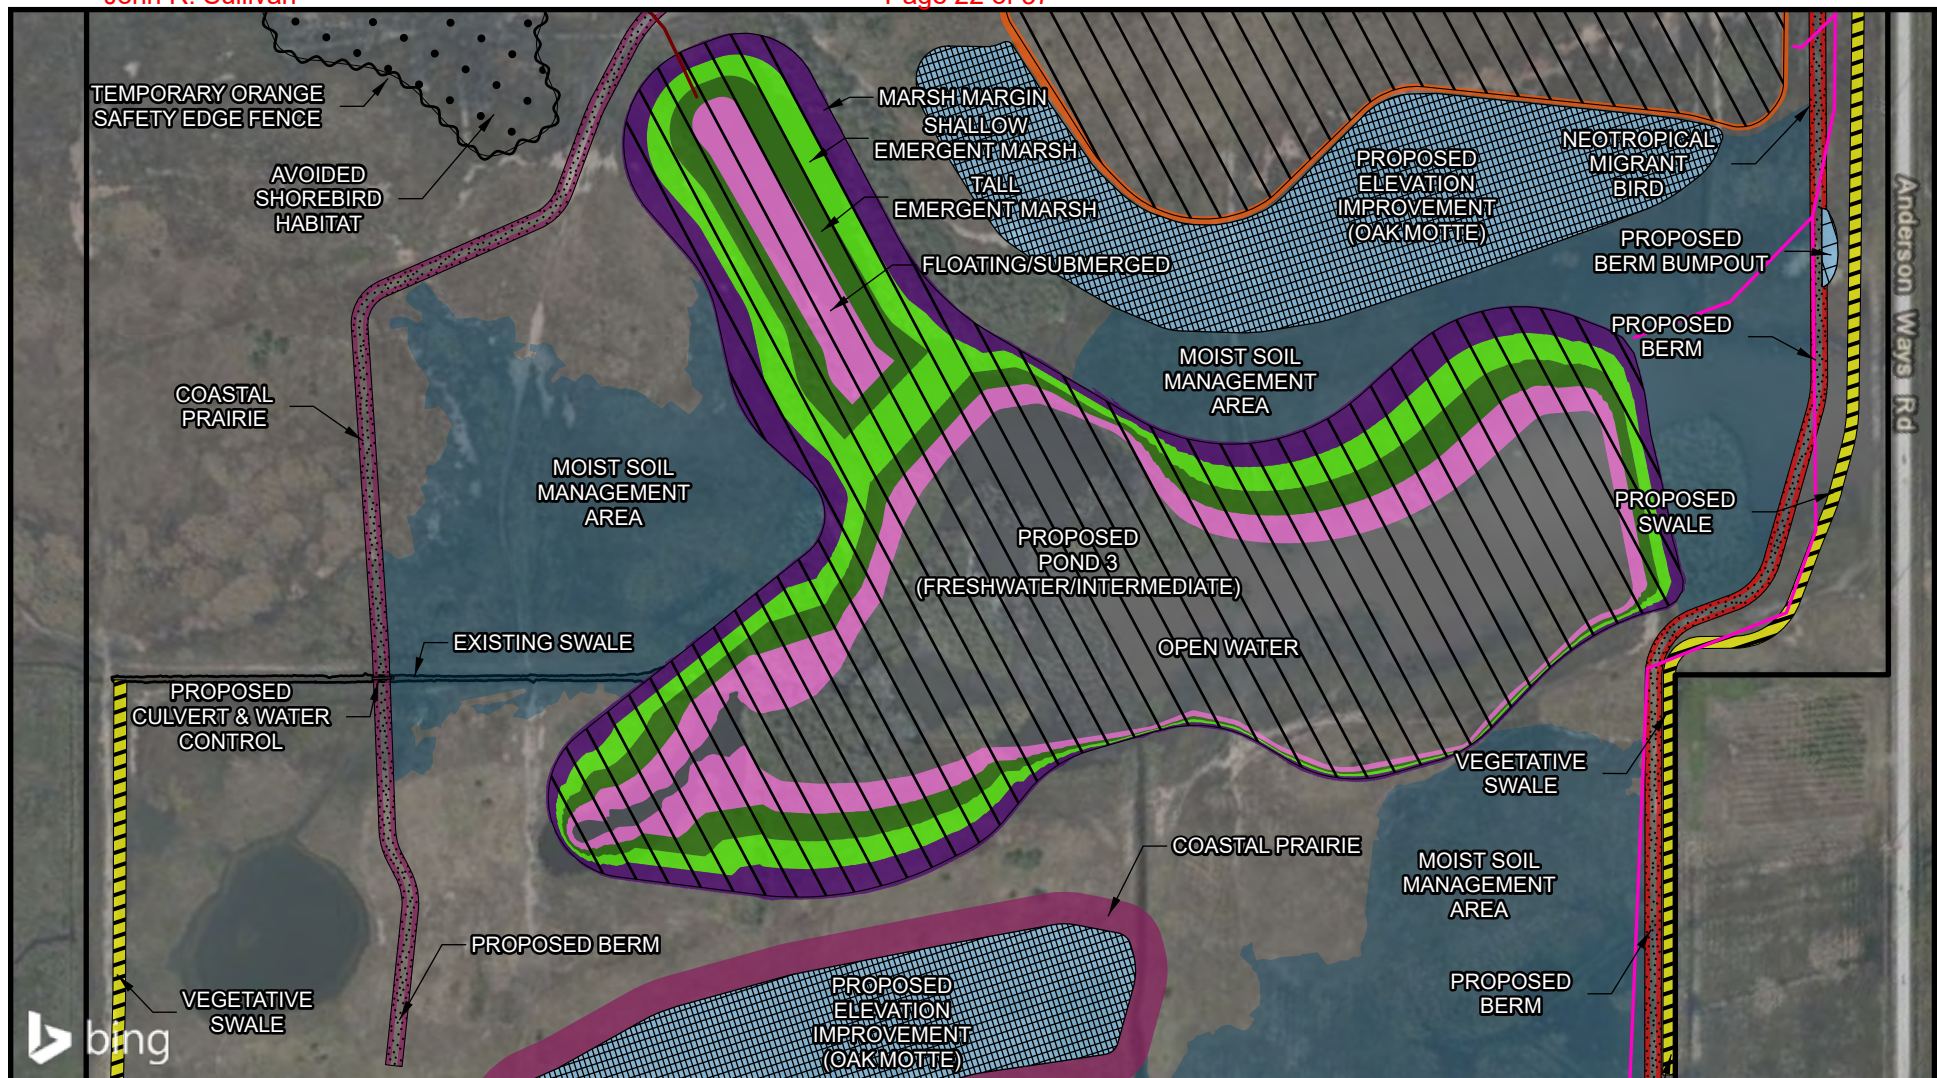 TEMPORARY ORANGE
SAFETY EDGE FENCE
AVOIDED
SHOREBIRD
HABITAT
MARSH MARGIN
SHALLOW
EMERGENT MARSH
TALL
EMERGENT MARSH
FLOATING/SUBMERGED
PROPOSED
ELEVATION
IMPROVEMENT
(OAK MOTTE)
NEOTROPICAL
MIGRANT
BIRD
PROPOSED
BERM BUMPOUT
PROPOSED
BERM
Anderson Ways Rd
COASTAL
PRAIRIE
MOIST SOIL
MANAGEMENT
AREA
MOIST SOIL
MANAGEMENT
AREA
PROPOSED
SWALE
PROPOSED
POND 3
(FRESHWATER/INTERMEDIATE)
OPEN WATER
EXISTING SWALE
PROPOSED
CULVERT & WATER
CONTROL
VEGETATIVE
SWALE
COASTAL PRAIRIE
MOIST SOIL
MANAGEMENT
AREA
PROPOSED BERM
PROPOSED
BERM
VEGETATIVE
SWALE
PROPOSED
ELEVATION
IMPROVEMENT
(OAK MOTTE)
bing